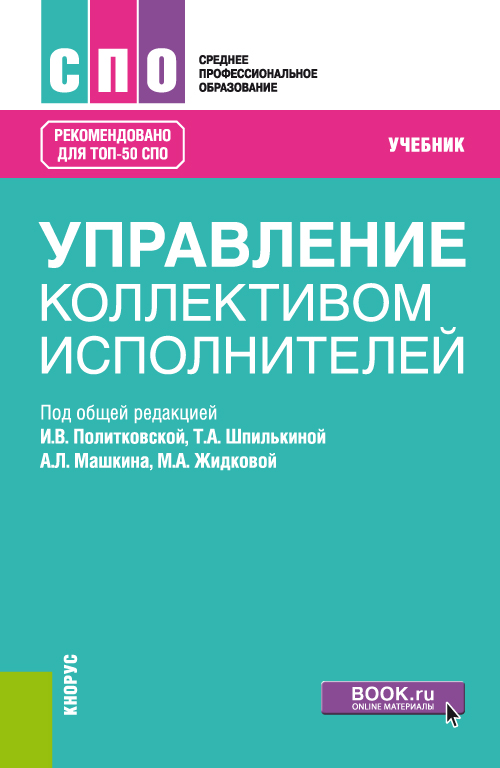 СПО
СРЕДНЕЕ
ПРОФЕССИОНАЛЬНОЕ
ОБРАЗОВАНИЕ
РЕКОМЕНДОВАНО
ДЛЯ ТОП-50 СПО
УЧЕБНИК
УПРАВЛЕНИЕ
КОЛЛЕКТИВОМ
ИСПОЛНИТЕЛЕЙ
Под общей редакцией
И.В. Политковской, Т.А. Шпилькиной
А.Л. Машкина, М.А. Жидковой
КНОРУС
BOOK.ru
ONLINE МАТЕРИАЛЫ